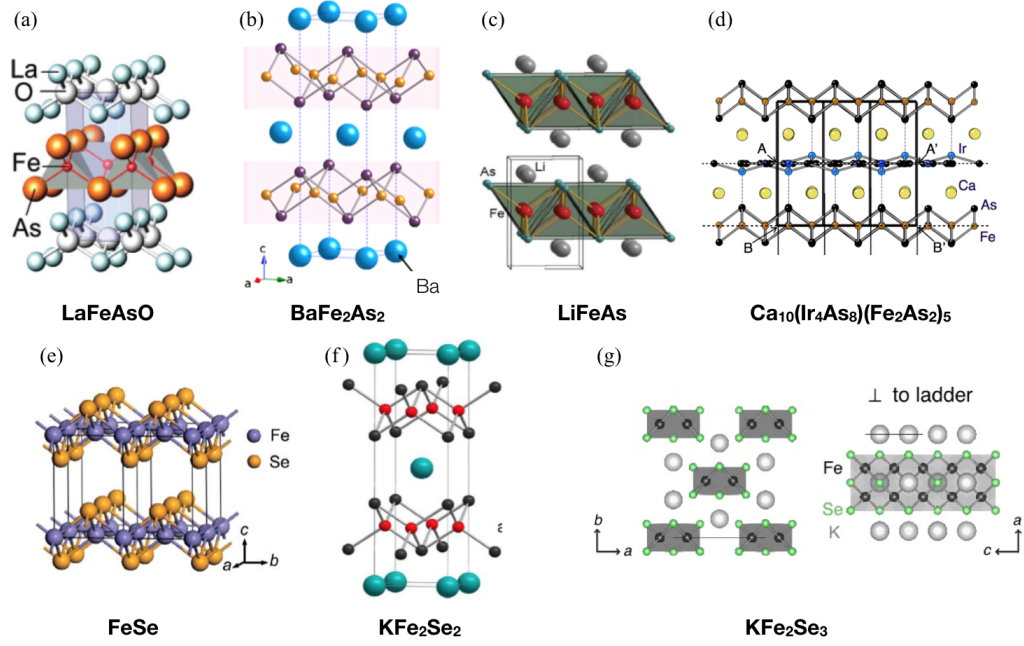 (a)
La
O
Fe
As
LaFeAsO
(b)
c
a
a
Ba
BaFe₂As₂
(c)
As
Li
Fe
LiFeAs
(d)
A
A'
Ir
Ca
As
Fe
B
B'
Ca₁₀(Ir₄As₈)(Fe₂As₂)₅
(e)
Fe
Se
c
a
b
FeSe
(f)
a
KFe₂Se₂
(g)
b
a
⊥ to ladder
Fe
Se
K
a
c
KFe₂Se₃